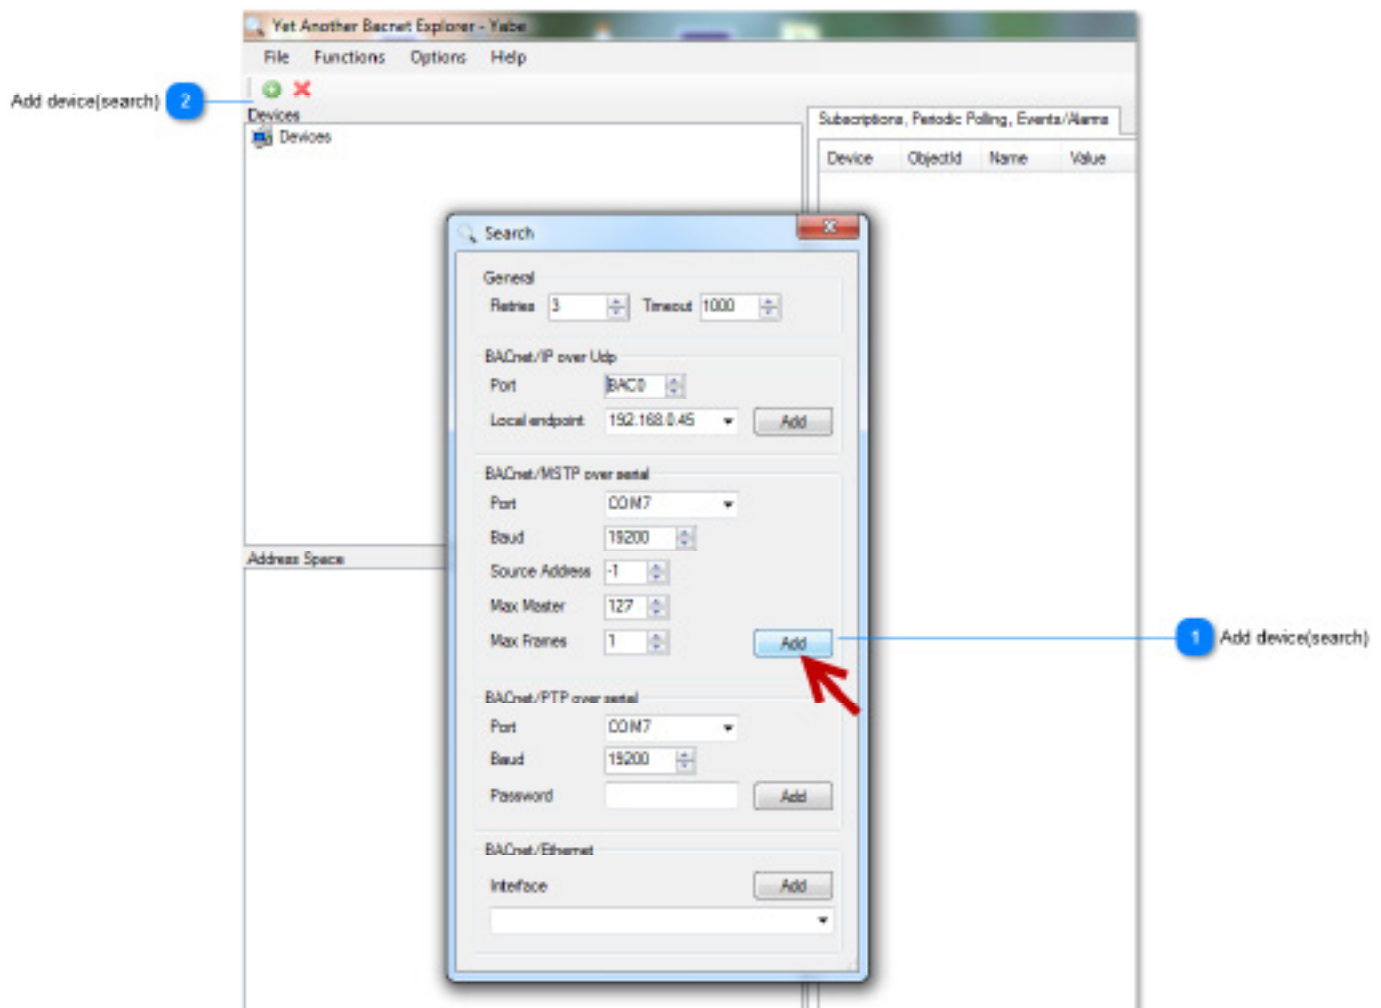 Yet Another Bacnet Explorer - Yabe
File Functions Options Help
Add device(search) 2
Devices
Devices
Subscriptions, Periodic Polling, Events/Alarms
Device ObjectId Name Value
Search
General
Retries 3 Timeout 1000
BACnet/IP over Udp
Port BAC0
Local endpoint 192.168.0.45 Add
BACnet/MSTP over serial
Port COM7
Baud 19200
Source Address -1
Max Master 127
Max Frames 1 Add
1 Add device(search)
BACnet/PTP over serial
Port COM7
Baud 19200
Password Add
BACnet/Ethernet
Interface Add
Address Space